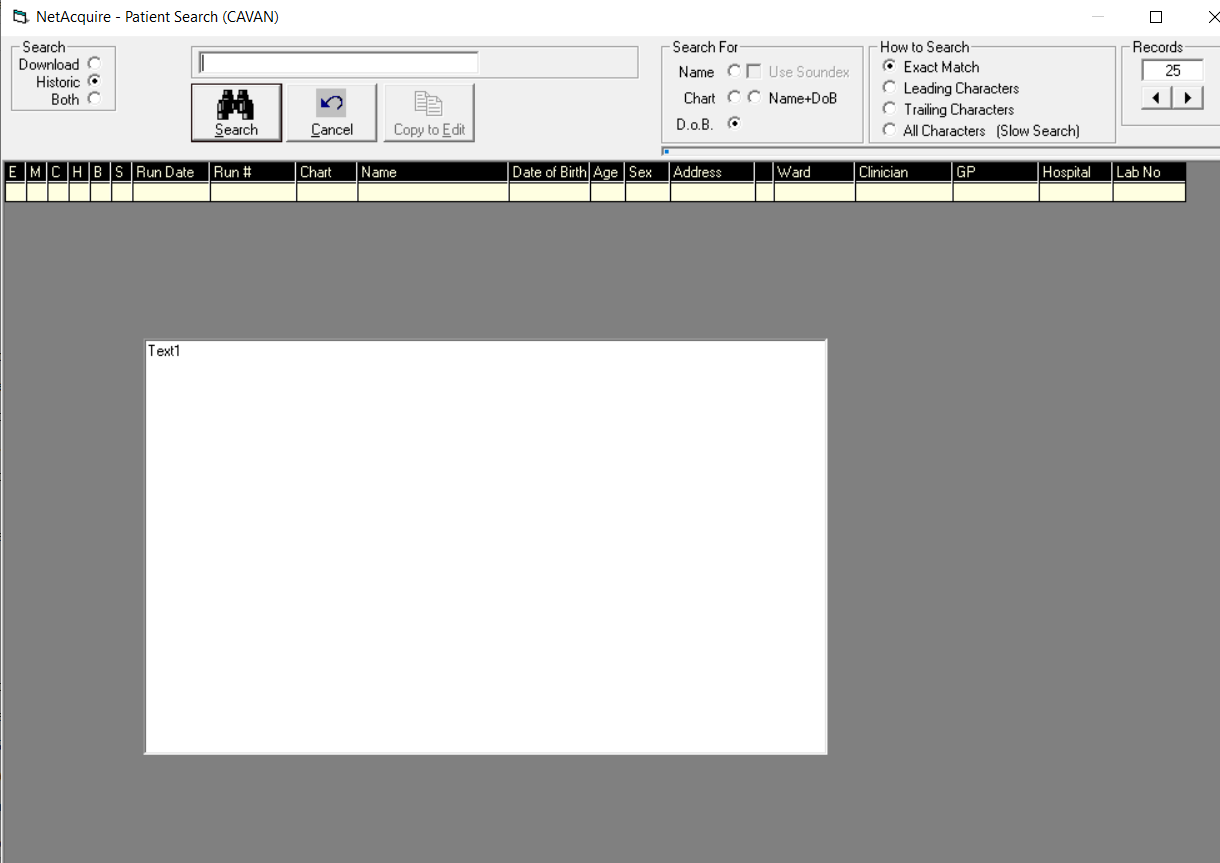 NetAcquire - Patient Search (CAVAN)
Search
Download
Historic
Both
Search
Cancel
Copy to Edit
Search For
Name Use Soundex
Chart Name+DoB
D.o.B.
How to Search
Exact Match
Leading Characters
Trailing Characters
All Characters (Slow Search)
Records
25
E M C H B S Run Date Run # Chart Name Date of Birth Age Sex Address Ward Clinician GP Hospital Lab No
Text1